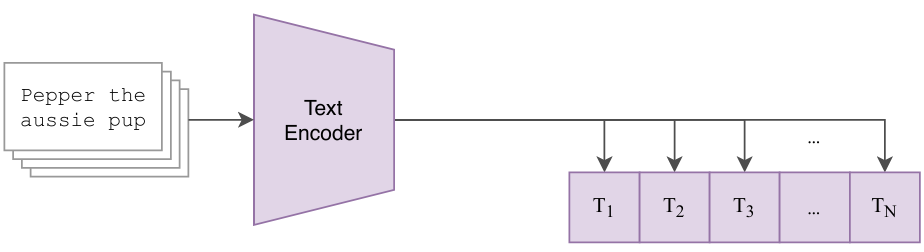 Pepper the
aussie pup
Text
Encoder
...
T1 T2 T3 ... TN